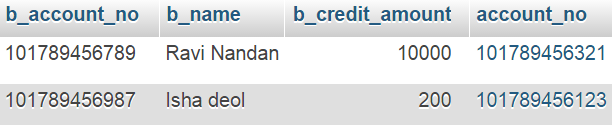 b_account_no b_name b_credit_amount account_no
101789456789 Ravi Nandan 10000 101789456321
101789456987 Isha deol 200 101789456123